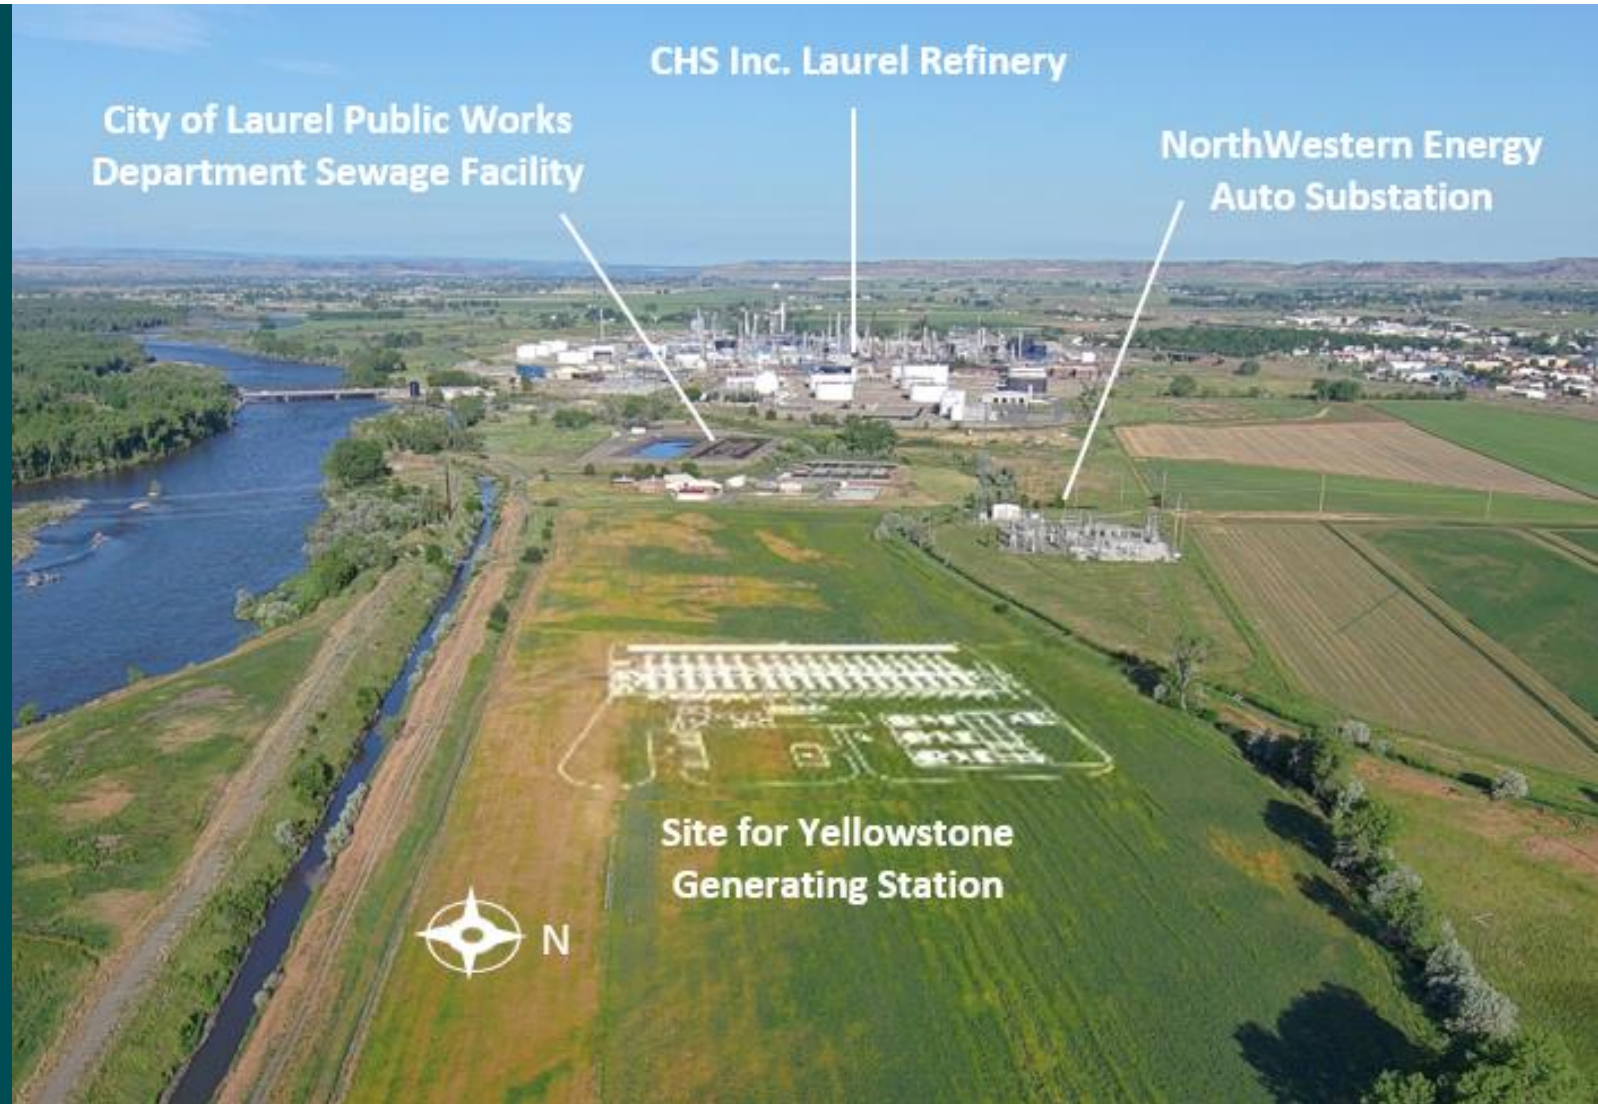 CHS Inc. Laurel Refinery
City of Laurel Public Works
Department Sewage Facility
NorthWestern Energy
Auto Substation
Site for Yellowstone
Generating Station
N